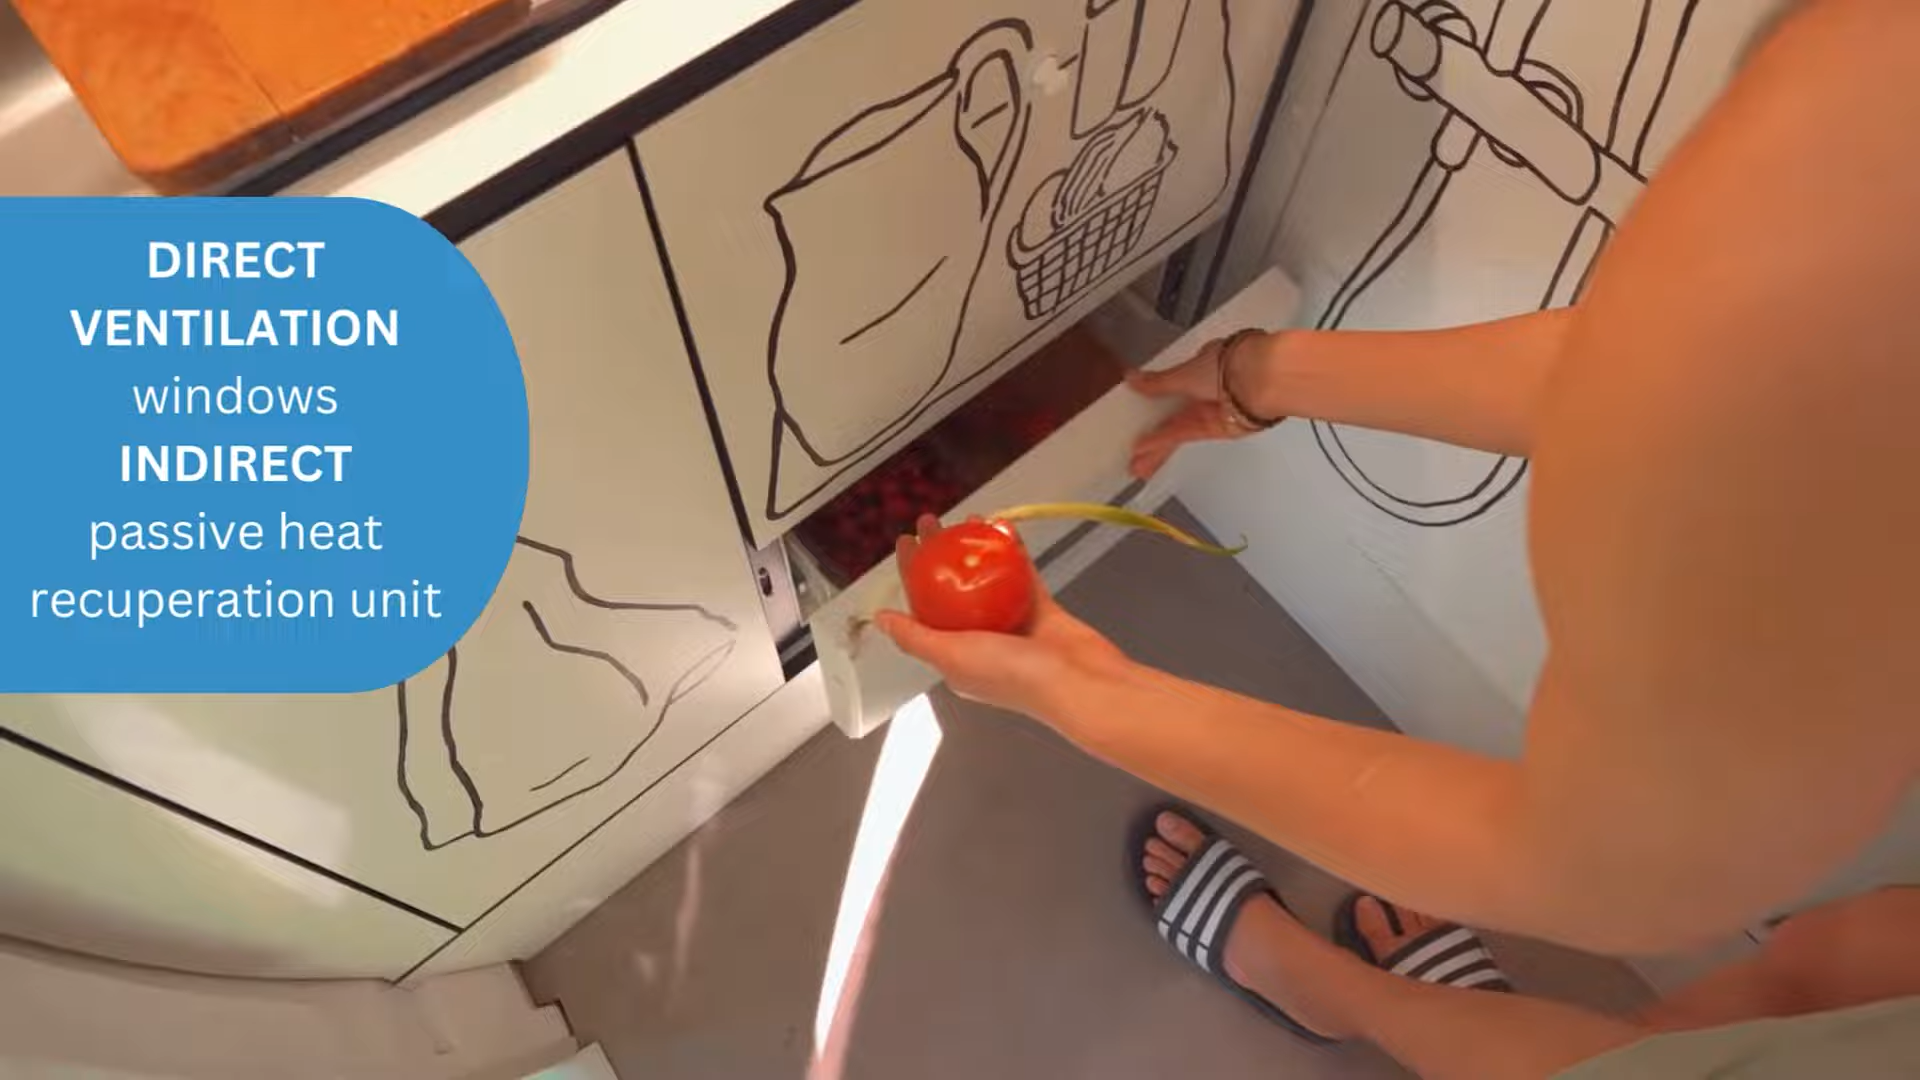 DIRECT
VENTILATION
windows
INDIRECT
passive heat
recuperation unit